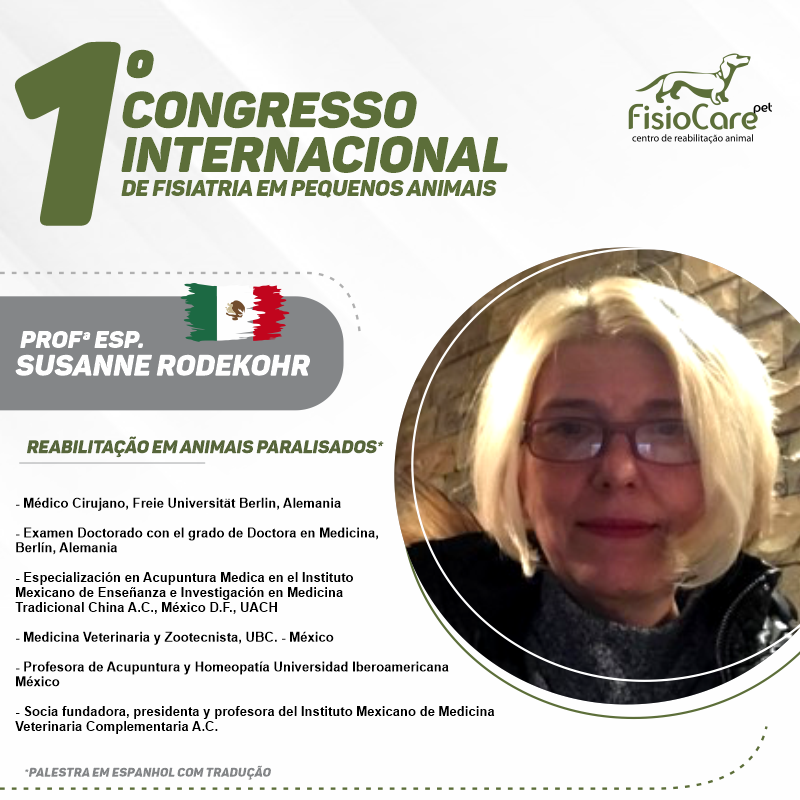 1º CONGRESSO
INTERNACIONAL
DE FISIATRIA EM PEQUENOS ANIMAIS
FisioCare pet
centro de reabilitação animal
PROFª ESP.
SUSANNE RODEKOHR
REABILITAÇÃO EM ANIMAIS PARALISADOS*
- Médico Cirujano, Freie Universität Berlin, Alemania
- Examen Doctorado con el grado de Doctora en Medicina,
Berlín, Alemania
- Especialización en Acupuntura Medica en el Instituto
Mexicano de Enseñanza e Investigación en Medicina
Tradicional China A.C., México D.F., UACH
- Medicina Veterinaria y Zootecnista, UBC. - México
- Profesora de Acupuntura y Homeopatía Universidad Iberoamericana
México
- Socia fundadora, presidenta y profesora del Instituto Mexicano de Medicina
Veterinaria Complementaria A.C.
*PALESTRA EM ESPANHOL COM TRADUÇÃO